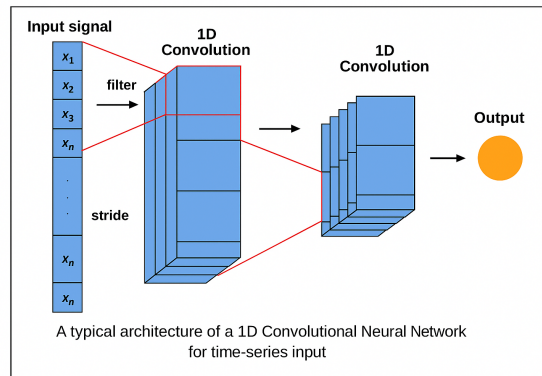 Input signal
x1
x2
x3
xn
.
.
.
xn
xn
filter
stride
1D
Convolution
1D
Convolution
Output
A typical architecture of a 1D Convolutional Neural Network
for time-series input